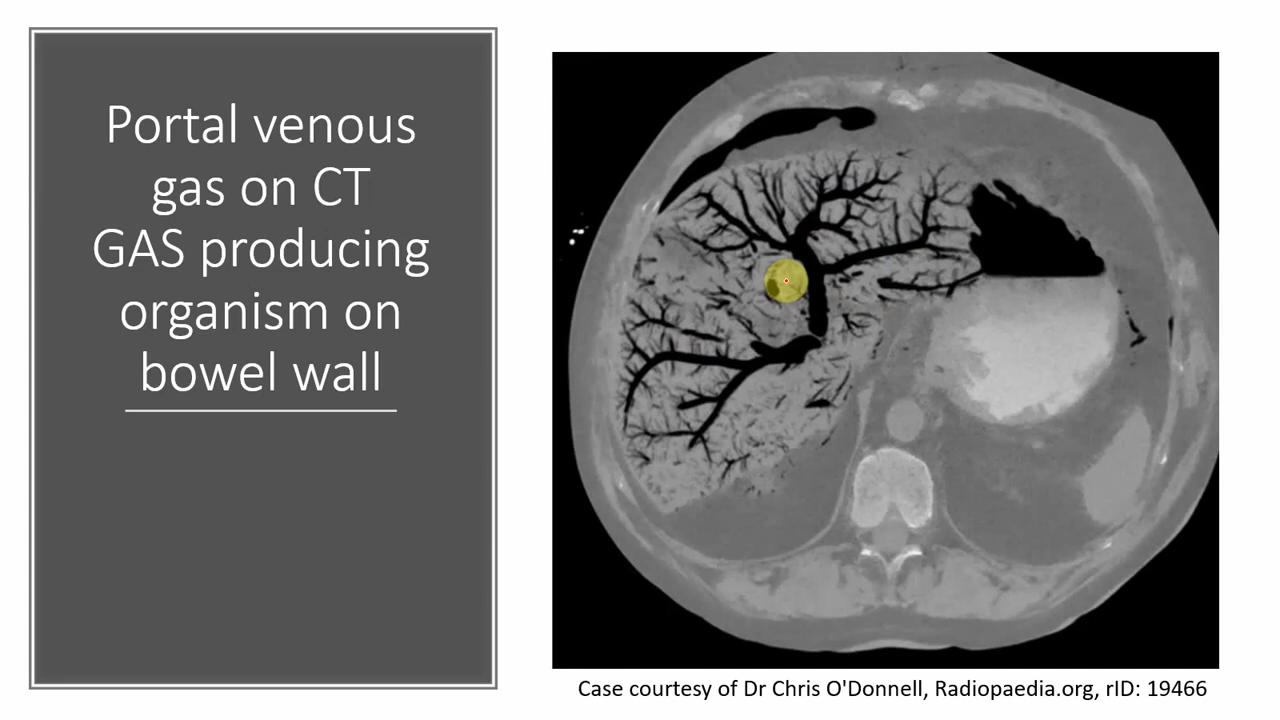 Portal venous
gas on CT
GAS producing
organism on
bowel wall
Case courtesy of Dr Chris O'Donnell, Radiopaedia.org, rID: 19466